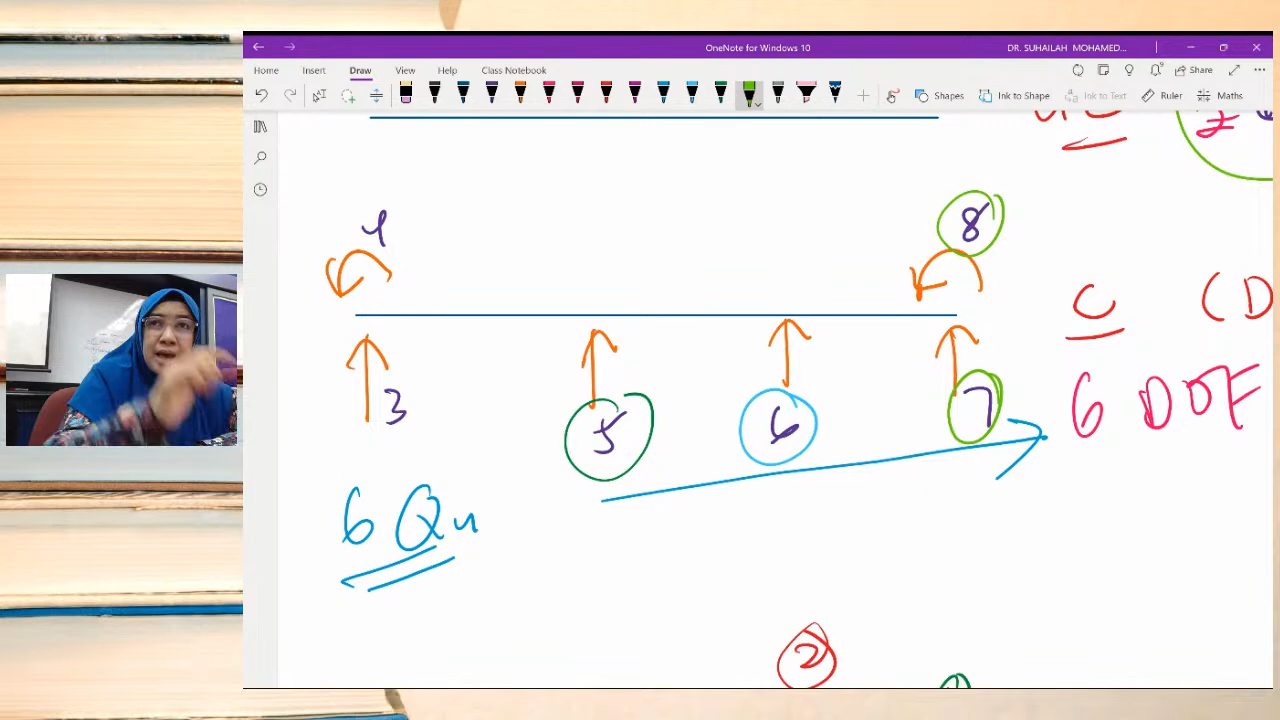 OneNote for Windows 10
DR. SUHAILAH MOHAMED...
Home Insert Draw View Help Class Notebook
Share
Shapes Ink to Shape Ink to Text Ruler Maths
4
8
3
5
6
7
C (D
6 DOF
6 Qu
2